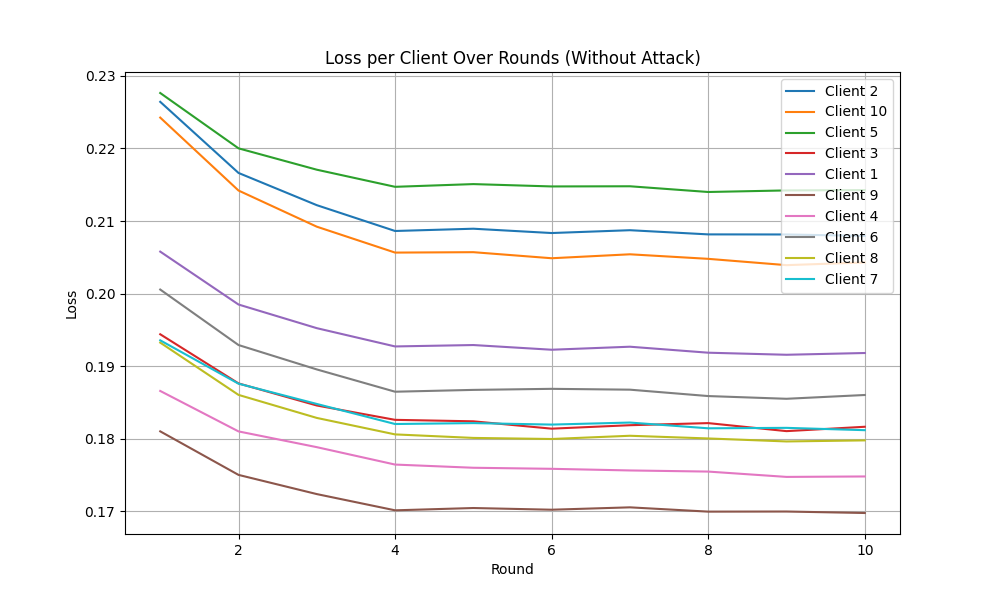 Loss per Client Over Rounds (Without Attack)
0.23
0.22
0.21
0.20
0.19
0.18
0.17
Loss
Client 2
Client 10
Client 5
Client 3
Client 1
Client 9
Client 4
Client 6
Client 8
Client 7
2 4 6 8 10
Round